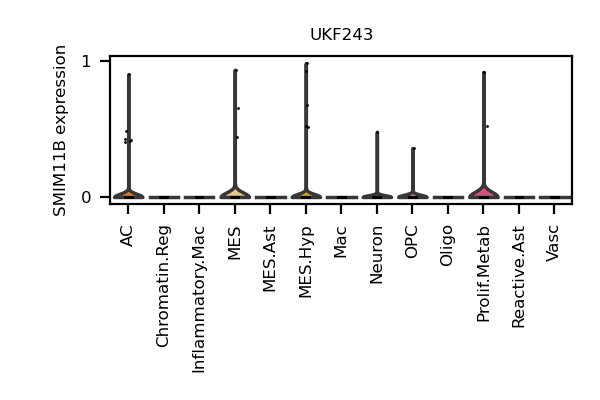 UKF243
SMIM11B expression
1
0
AC
Chromatin.Reg
Inflammatory.Mac
MES
MES.Ast
MES.Hyp
Mac
Neuron
OPC
Oligo
Prolif.Metab
Reactive.Ast
Vasc